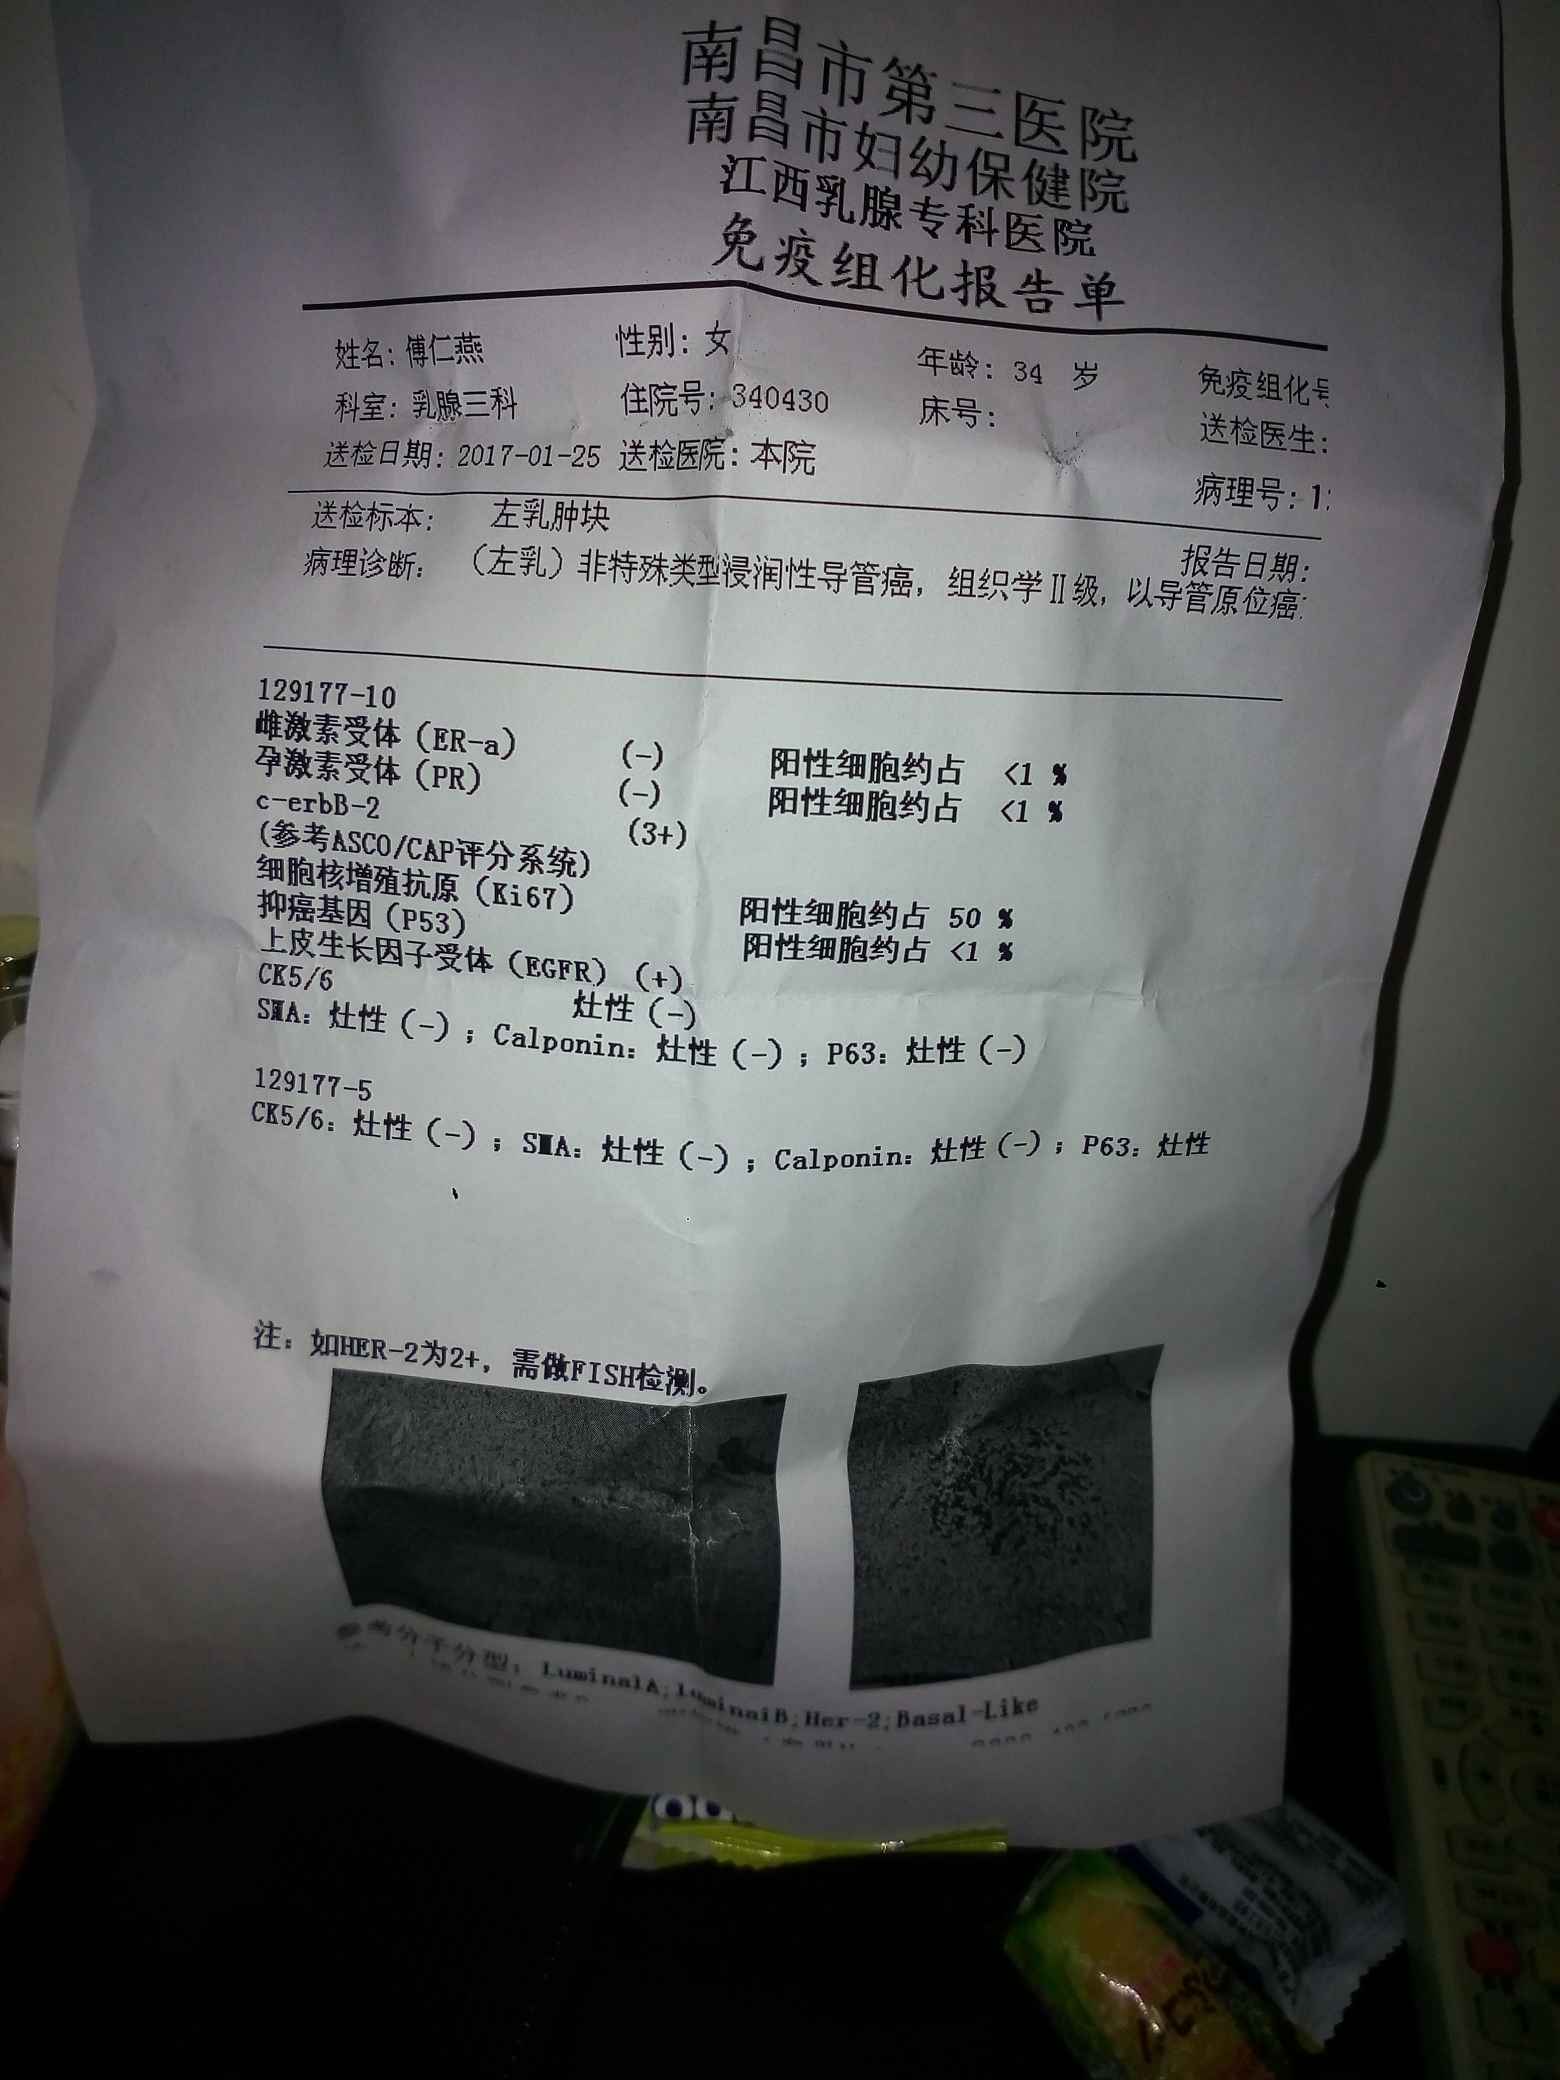 南昌市第三医院
南昌市妇幼保健院
江西乳腺专科医院
免疫组化报告单
姓名: 傅仁燕 性别: 女 年龄: 34 岁 免疫组化号
科室: 乳腺三科 住院号: 340430 床号: 送检医生:
送检日期: 2017-01-25 送检医院: 本院 病理号: 1
送检标本: 左乳肿块 报告日期:
病理诊断: (左乳) 非特殊类型浸润性导管癌, 组织学Ⅱ级, 以导管原位癌
129177-10
雌激素受体 (ER-a) (-) 阳性细胞约占 <1 %
孕激素受体 (PR) (-) 阳性细胞约占 <1 %
c-erbB-2 (3+)
(参考ASCO/CAP评分系统)
细胞核增殖抗原 (Ki67) 阳性细胞约占 50 %
抑癌基因 (P53) 阳性细胞约占 <1 %
上皮生长因子受体 (EGFR) (+)
CK5/6 灶性 (-)
SMA: 灶性 (-) ; Calponin: 灶性 (-) ; P63: 灶性 (-)
129177-5
CK5/6: 灶性 (-) ; SMA: 灶性 (-) ; Calponin: 灶性 (-) ; P63: 灶性
注: 如HER-2为2+, 需做FISH检测。
分子分型: LuminalA; LuminalB; Her-2; Basal-Like